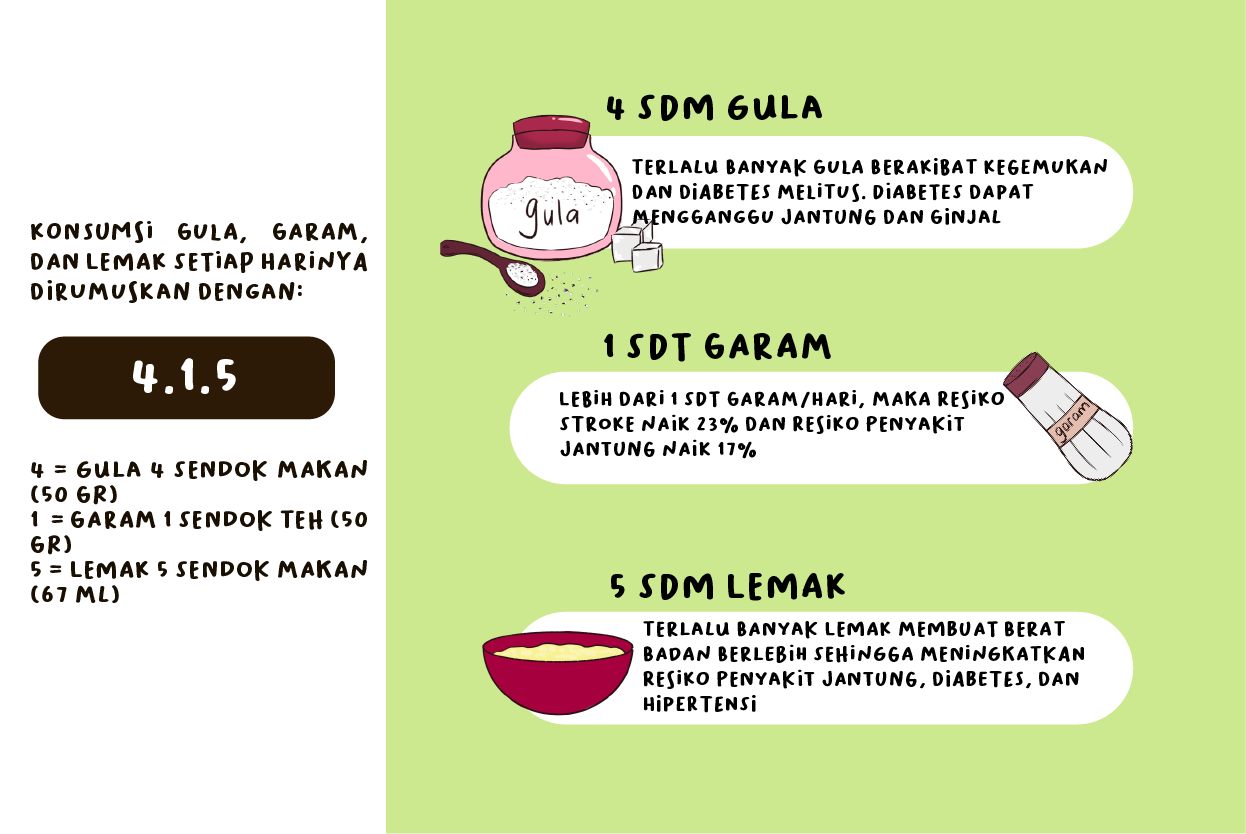 KONSUMSI GULA, GARAM,
DAN LEMAK SETIAP HARINYA
DIRUMUSKAN DENGAN:
4.1.5
4 = GULA 4 SENDOK MAKAN
(50 GR)
1 = GARAM 1 SENDOK TEH (50
GR)
5 = LEMAK 5 SENDOK MAKAN
(67 ML)
4 SDM GULA
gula
TERLALU BANYAK GULA BERAKIBAT KEGEMUKAN
DAN DIABETES MELITUS. DIABETES DAPAT
MENGGANGGU JANTUNG DAN GINJAL
1 SDT GARAM
LEBIH DARI 1 SDT GARAM/HARI, MAKA RESIKO
STROKE NAIK 23% DAN RESIKO PENYAKIT
JANTUNG NAIK 17%
garam
5 SDM LEMAK
TERLALU BANYAK LEMAK MEMBUAT BERAT
BADAN BERLEBIH SEHINGGA MENINGKATKAN
RESIKO PENYAKIT JANTUNG, DIABETES, DAN
HIPERTENSI